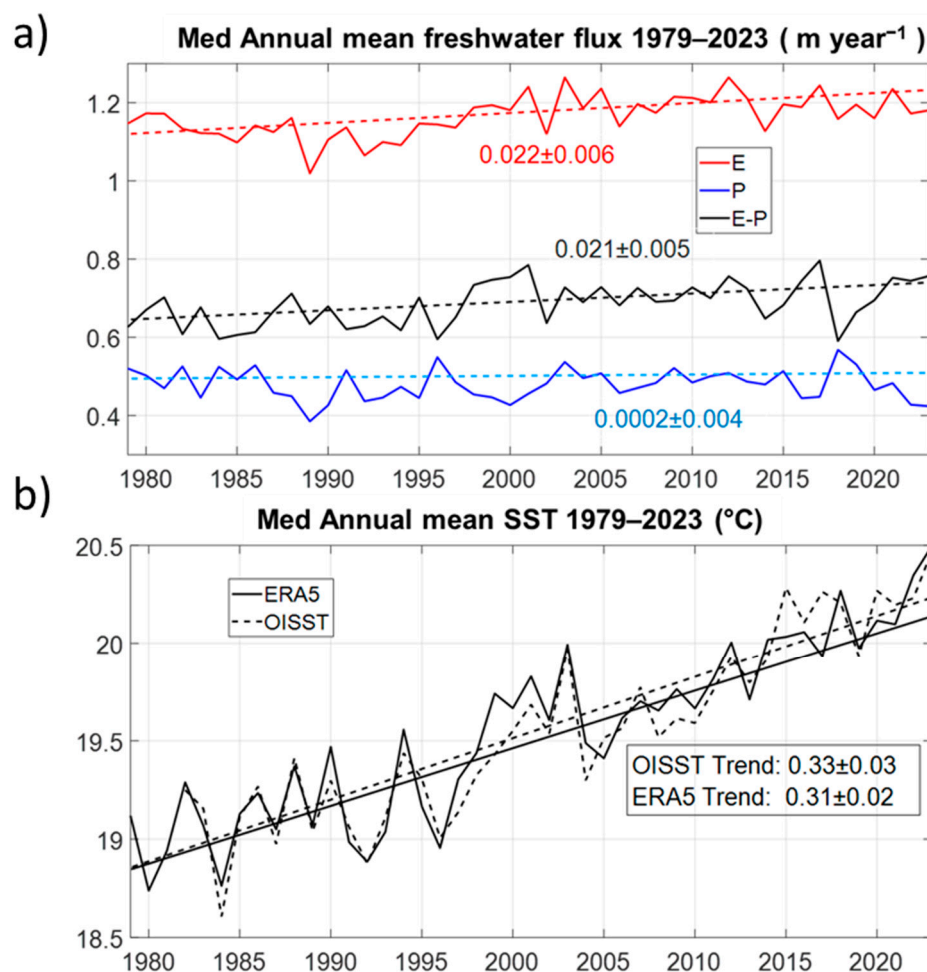 a)
Med Annual mean freshwater flux 1979–2023 ( m year⁻¹)
1.2
1
0.8
0.6
0.4
0.022±0.006
E
P
E-P
0.021±0.005
0.0002±0.004
1980 1985 1990 1995 2000 2005 2010 2015 2020
b)
Med Annual mean SST 1979–2023 (°C)
20.5
20
19.5
19
18.5
ERA5
OISST
OISST Trend: 0.33±0.03
ERA5 Trend: 0.31±0.02
1980 1985 1990 1995 2000 2005 2010 2015 2020